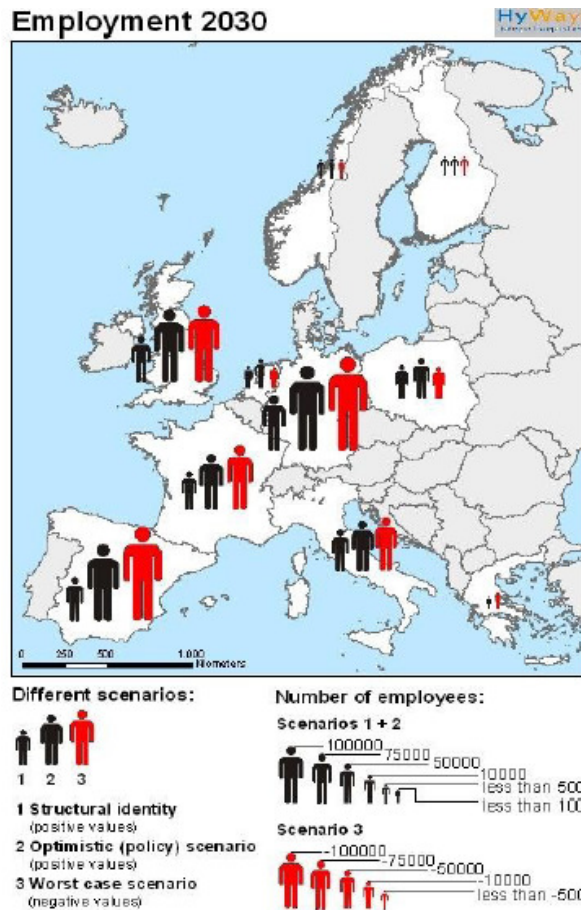 Employment 2030
HyWay
0 250 500 1.000
Kilometers
Different scenarios:
1 2 3
1 Structural identity
(positive values)
2 Optimistic (policy) scenario
(positive values)
3 Worst case scenario
(negative values)
Number of employees:
Scenarios 1 + 2
100000
75000
50000
10000
less than 500
less than 100
Scenario 3
-100000
-75000
-50000
-10000
less than -500